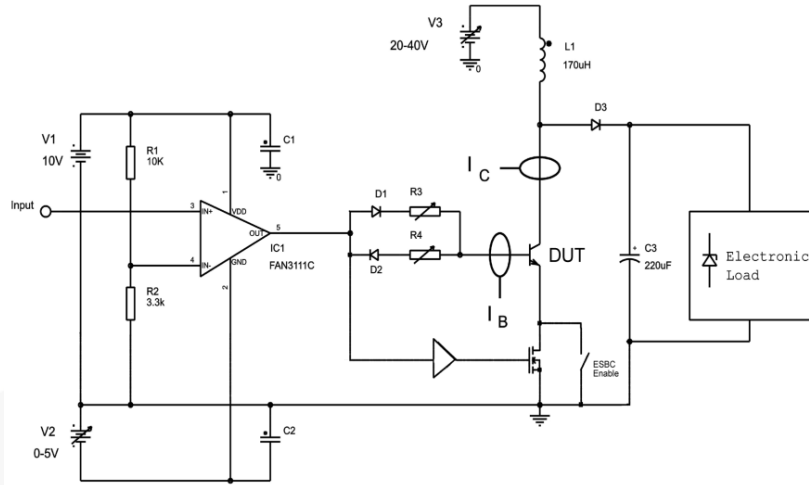 V3
20-40V
0
L1
170uH
V1
10V
R1
10K
C1
0
D3
I C
Input
3
IN+
1
VDD
OUT
5
IC1
FAN3111C
4
IN-
GND
2
D1
R3
R4
D2
DUT
I B
C3
220uF
+
Electronic
Load
R2
3.3k
ESBC
Enable
V2
0-5V
C2